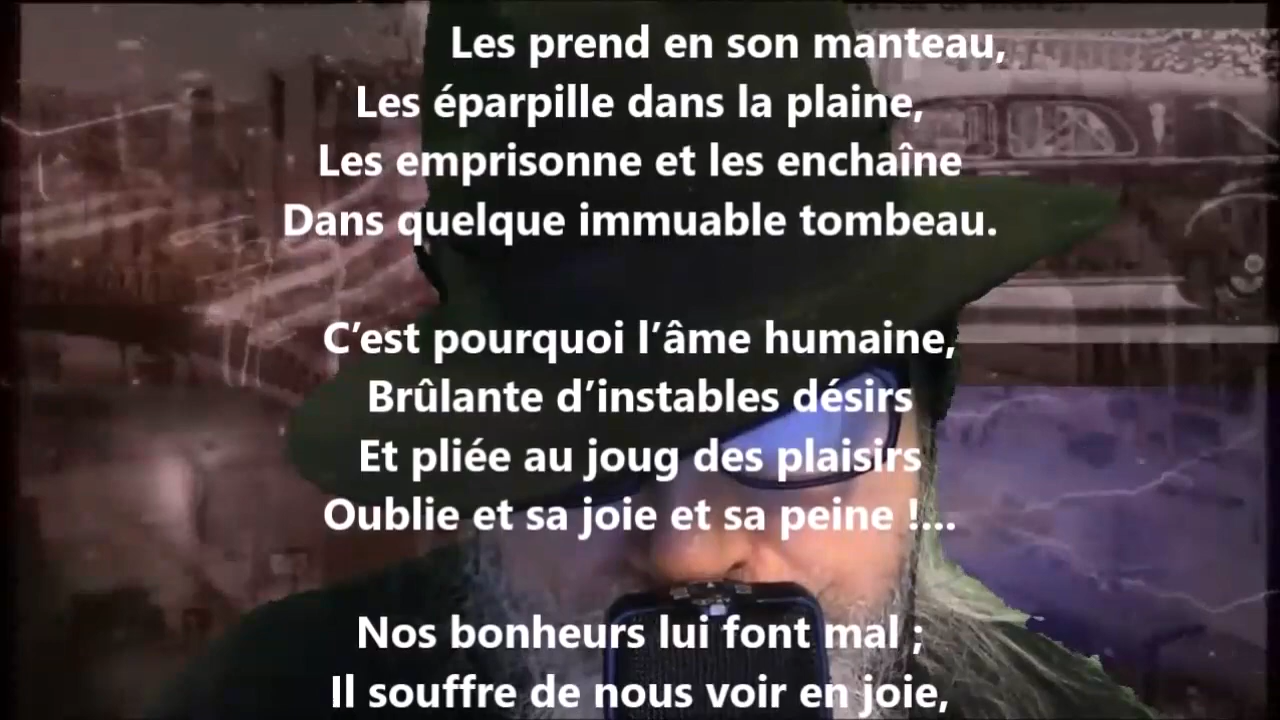 Les prend en son manteau,
Les éparpille dans la plaine,
Les emprisonne et les enchaîne
Dans quelque immuable tombeau.
C’est pourquoi l’âme humaine,
Brûlante d’instables désirs
Et pliée au joug des plaisirs
Oublie et sa joie et sa peine !...
Nos bonheurs lui font mal ;
Il souffre de nous voir en joie,